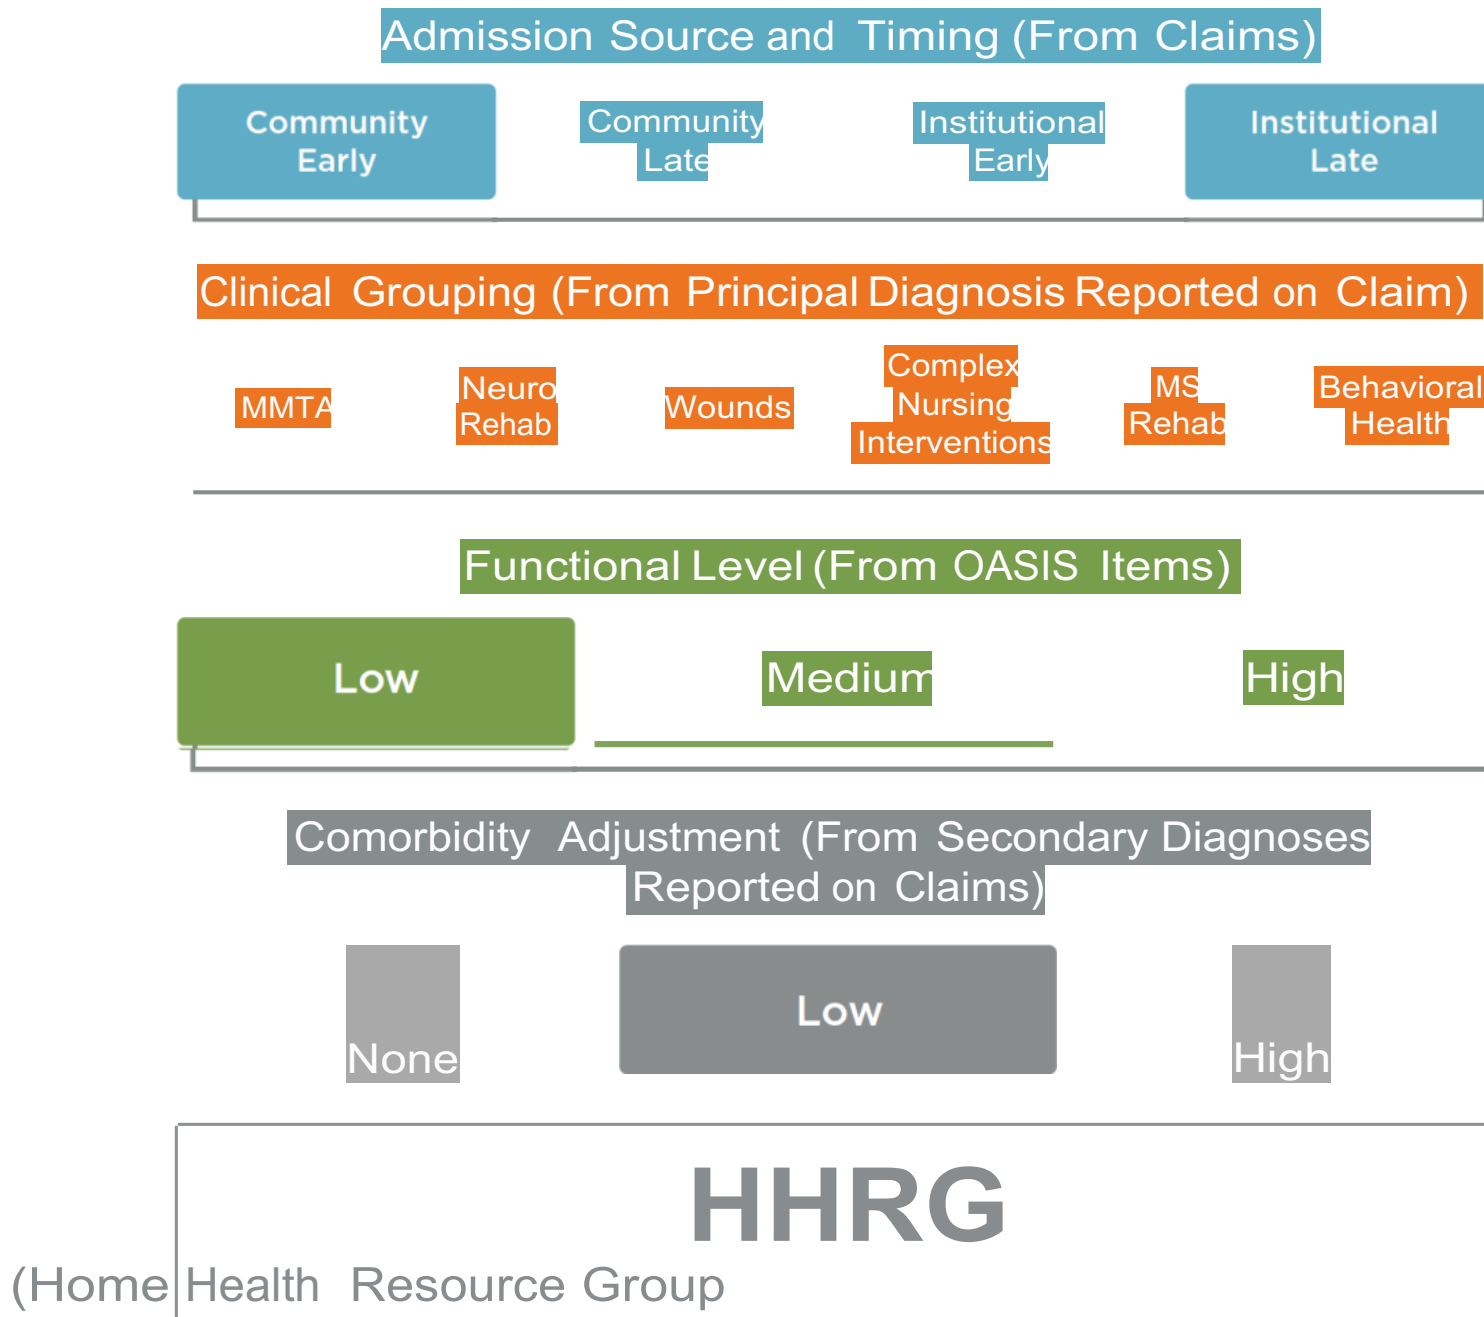 Admission Source and Timing (From Claims)
Community Early
Community Late
Institutional Early
Institutional Late
Clinical Grouping (From Principal Diagnosis Reported on Claim)
MMTA
Neuro Rehab
Wounds
Complex Nursing Interventions
MS Rehab
Behavioral Health
Functional Level (From OASIS Items)
Low
Medium
High
Comorbidity Adjustment (From Secondary Diagnoses
Reported on Claims)
None
Low
High
HHRG
(Home Health Resource Group